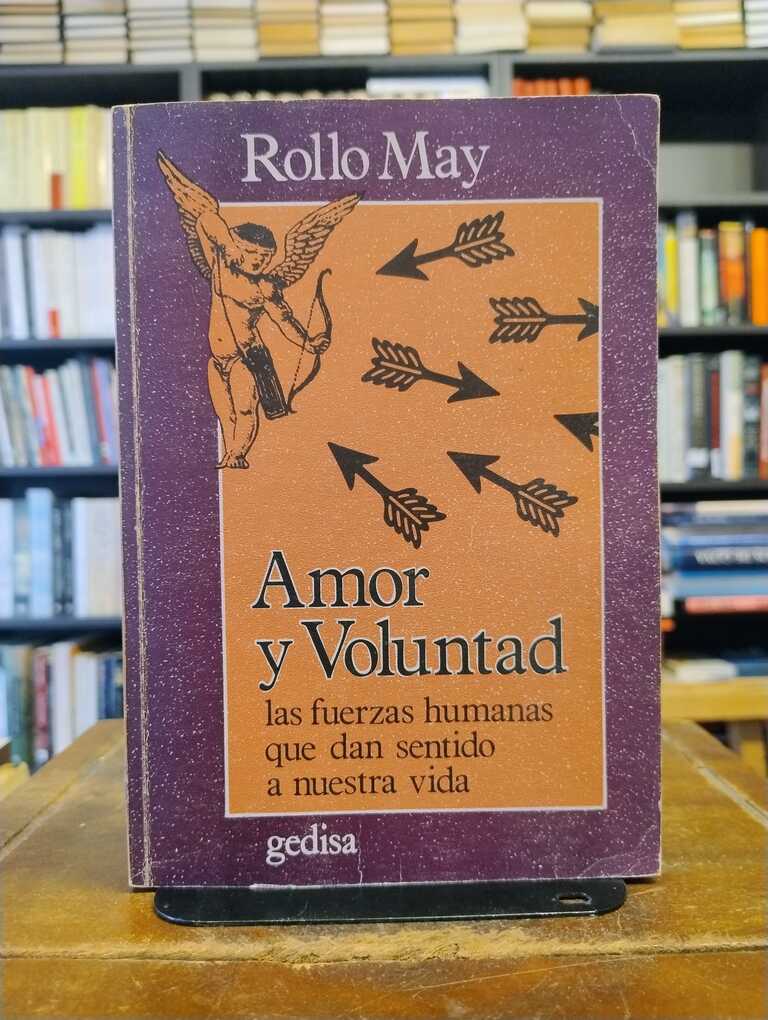 Rollo May
Amor
y Voluntad
las fuerzas humanas
que dan sentido
a nuestra vida
gedisa